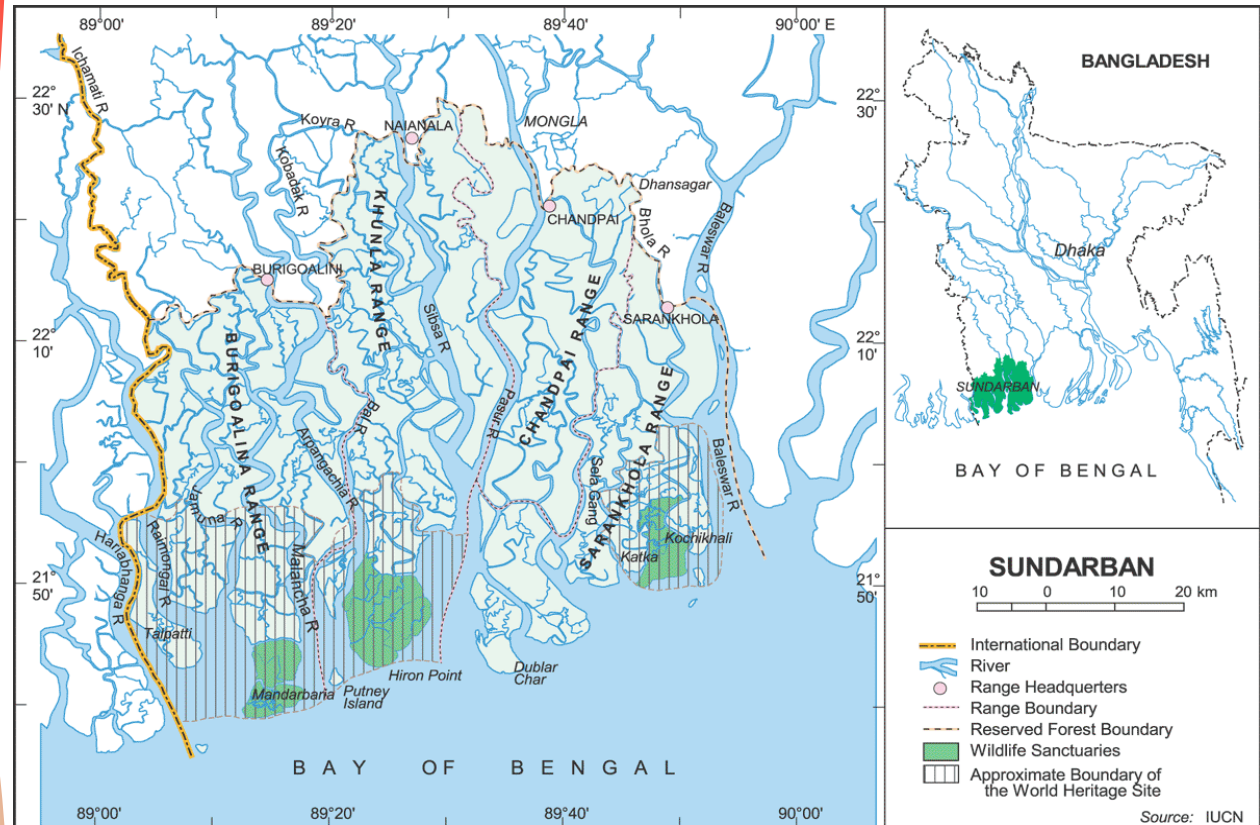 89°00'
89°20'
89°40'
90°00' E
22°
30' N
22°
10'
21°
50'
22°
30'
22°
10'
21°
50'
Ichamati R
Koyra R
NAIANALA
MONGLA
Kobadak R
Dhansagar
CHANDPAI
Bhola R
Baleswar R
BURIGOALINI
KHUNLA RANGE
SARANKHOLA
Sibsa R
BURIGOALINA RANGE
CHANDPAI RANGE
Pasur R
Bal R
Arpangachia R
Sela Gang
SARANKHOLA RANGE
Baleswar R
Jamuna R
Raimongal R
Hariabhanga R
Malancha R
Kochikhali
Katka
Talpatti
Mandarbaria
Putney
Island
Hiron Point
Dublar
Char
BAY OF BENGAL
89°00'
89°20'
89°40'
90°00'
BANGLADESH
Dhaka
SUNDARBAN
BAY OF BENGAL
SUNDARBAN
10 0 10 20 km
International Boundary
River
Range Headquerters
Range Boundary
Reserved Forest Boundary
Wildlife Sanctuaries
Approximate Boundary of
the World Heritage Site
Source: IUCN